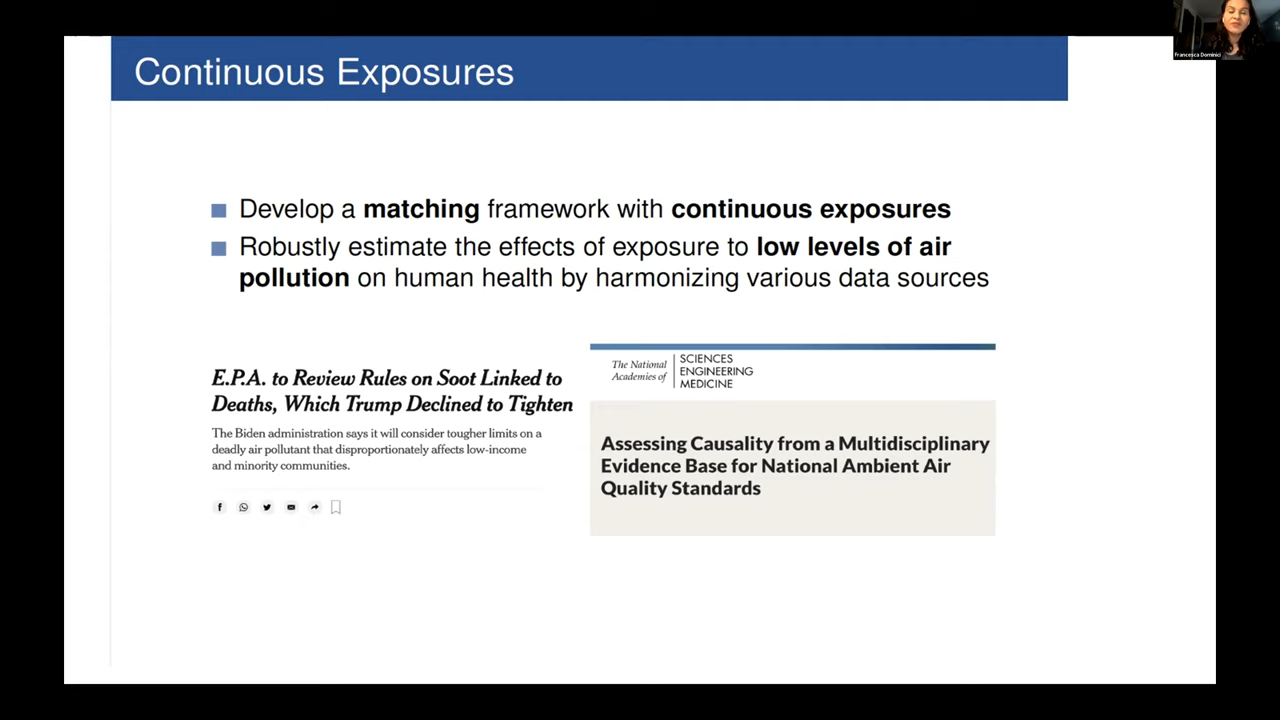 Continuous Exposures
Francesca Dominici
Develop a matching framework with continuous exposures
Robustly estimate the effects of exposure to low levels of air
pollution on human health by harmonizing various data sources
E.P.A. to Review Rules on Soot Linked to
Deaths, Which Trump Declined to Tighten
The Biden administration says it will consider tougher limits on a
deadly air pollutant that disproportionately affects low-income
and minority communities.
The National
Academies of
SCIENCES
ENGINEERING
MEDICINE
Assessing Causality from a Multidisciplinary
Evidence Base for National Ambient Air
Quality Standards